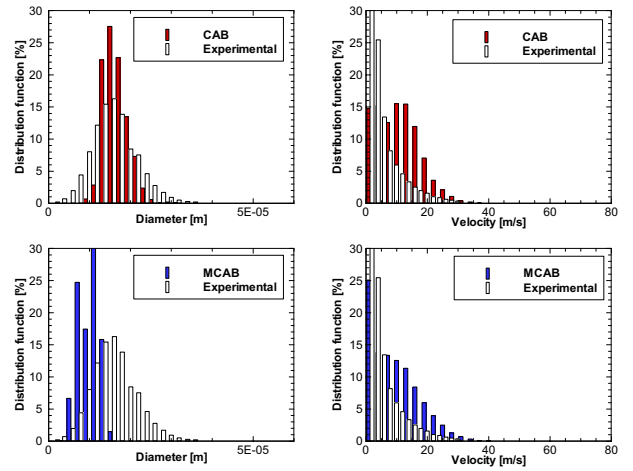 Distribution function [%]
30
25
20
15
10
5
0
CAB
Experimental
0
5E-05
Diameter [m]
Distribution function [%]
30
25
20
15
10
5
0
CAB
Experimental
0
20
40
60
80
Velocity [m/s]
Distribution function [%]
30
25
20
15
10
5
0
MCAB
Experimental
0
5E-05
Diameter [m]
Distribution function [%]
30
25
20
15
10
5
0
MCAB
Experimental
0
20
40
60
80
Velocity [m/s]